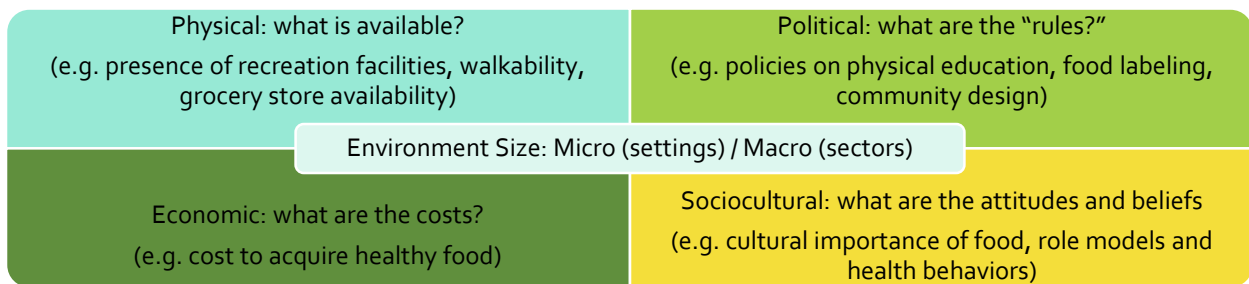 Physical: what is available?
(e.g. presence of recreation facilities, walkability,
grocery store availability)
Political: what are the “rules?”
(e.g. policies on physical education, food labeling,
community design)
Environment Size: Micro (settings) / Macro (sectors)
Economic: what are the costs?
(e.g. cost to acquire healthy food)
Sociocultural: what are the attitudes and beliefs
(e.g. cultural importance of food, role models and
health behaviors)